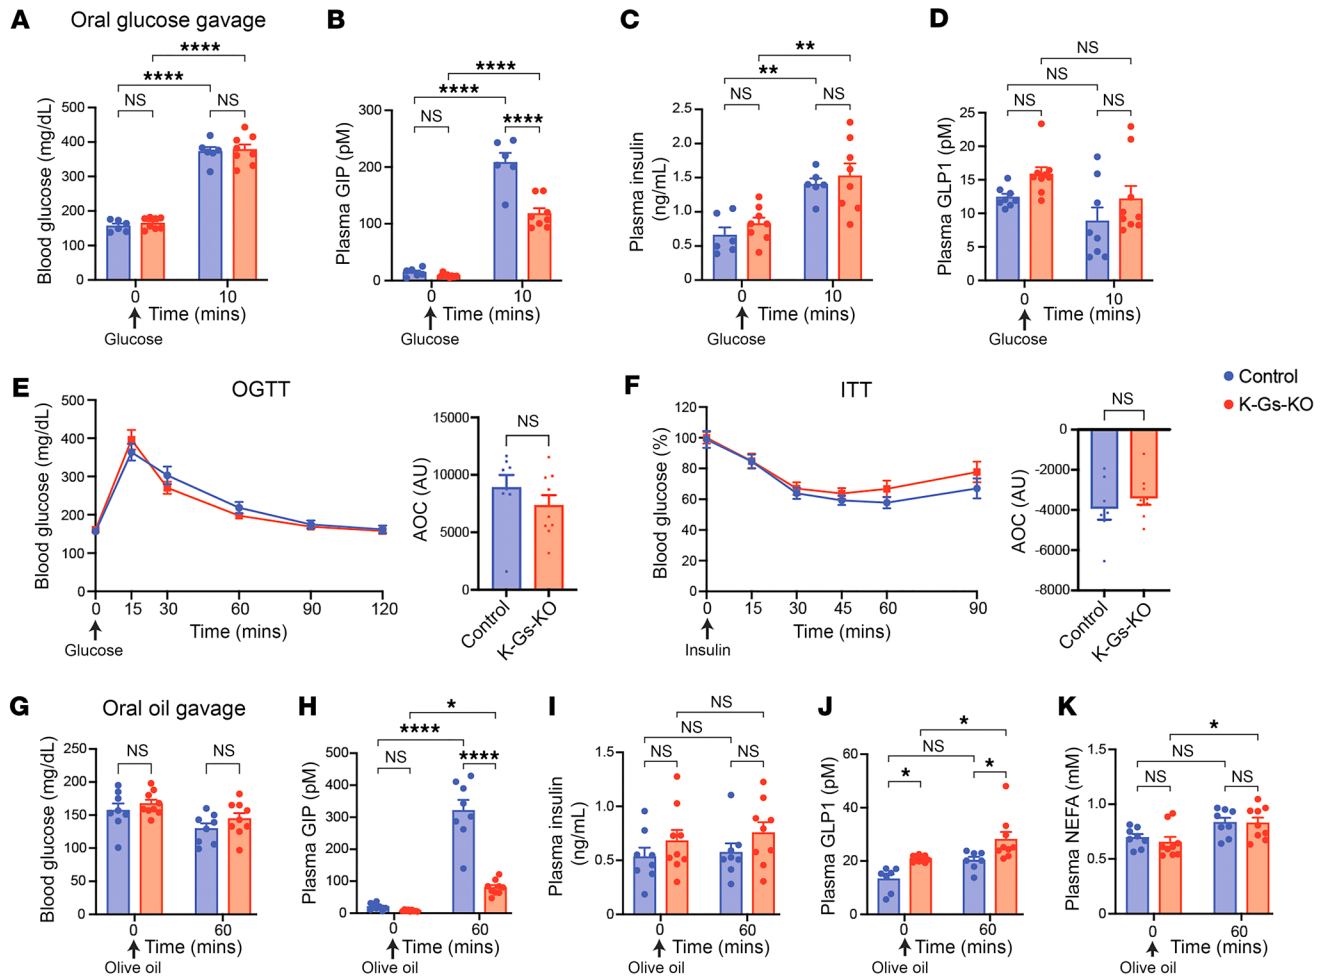 A Oral glucose gavage
**** 
****
NS NS
Blood glucose (mg/dL)
500
400
300
200
100
0
0 10
Time (mins)
Glucose
B
****
****
NS ****
Plasma GIP (pM)
300
200
100
0
0 10
Time (mins)
Glucose
C
**
**
NS NS
Plasma insulin
(ng/mL)
2.5
2.0
1.5
1.0
0.5
0
0 10
Time (mins)
Glucose
D
NS
NS
NS NS
Plasma GLP1 (pM)
25
20
15
10
5
0
0 10
Time (mins)
Glucose
E OGTT
Blood glucose (mg/dL)
500
400
300
200
100
0
0 15 30 60 90 120
Time (mins)
Glucose
NS
AOC (AU)
15000
10000
5000
0
Control
K-Gs-KO
F ITT
Blood glucose (%)
120
100
80
60
40
20
0
0 15 30 45 60 90
Time (mins)
Insulin
NS
AOC (AU)
0
-2000
-4000
-6000
-8000
Control
K-Gs-KO
Control
K-Gs-KO
G Oral oil gavage
NS NS
Blood glucose (mg/dL)
250
200
150
100
50
0
0 60
Time (mins)
Olive oil
H
*
****
NS ****
Plasma GIP (pM)
500
400
300
200
100
0
0 60
Time (mins)
Olive oil
I
NS
NS
NS NS
Plasma insulin
(ng/mL)
1.5
1.0
0.5
0
0 60
Time (mins)
Olive oil
J
*
NS
* *
Plasma GLP1 (pM)
60
40
20
0
0 60
Time (mins)
Olive oil
K
*
NS
NS NS
Plasma NEFA (mM)
1.5
1.0
0.5
0
0 60
Time (mins)
Olive oil